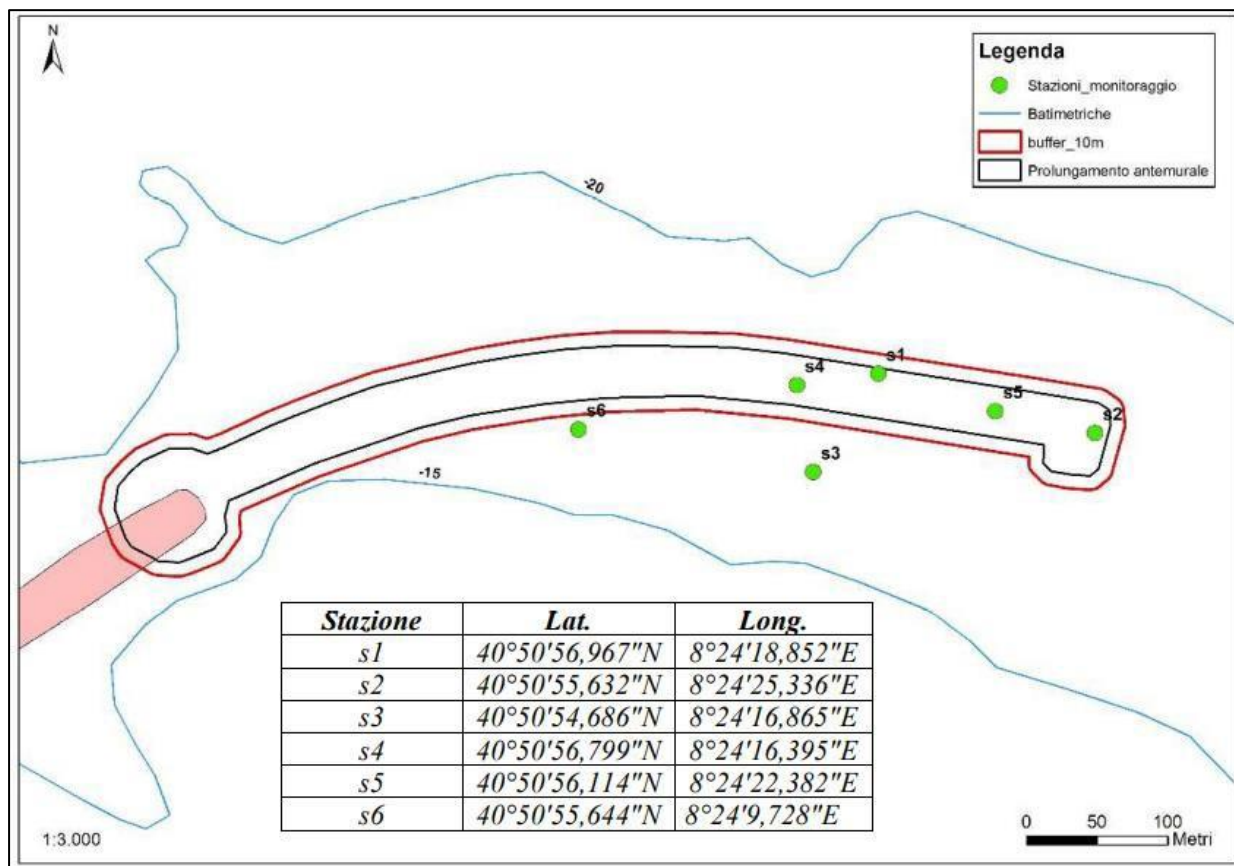 N
Legenda
Stazioni_monitoraggio
Batimetriche
buffer_10m
Prolungamento antemurale
-20
s1
s4
s5
s6
s2
s3
-15
Stazione Lat. Long.
s1 40°50'56,967"N 8°24'18,852"E
s2 40°50'55,632"N 8°24'25,336"E
s3 40°50'54,686"N 8°24'16,865"E
s4 40°50'56,799"N 8°24'16,395"E
s5 40°50'56,114"N 8°24'22,382"E
s6 40°50'55,644"N 8°24'9,728"E
1:3.000
0 50 100
Metri